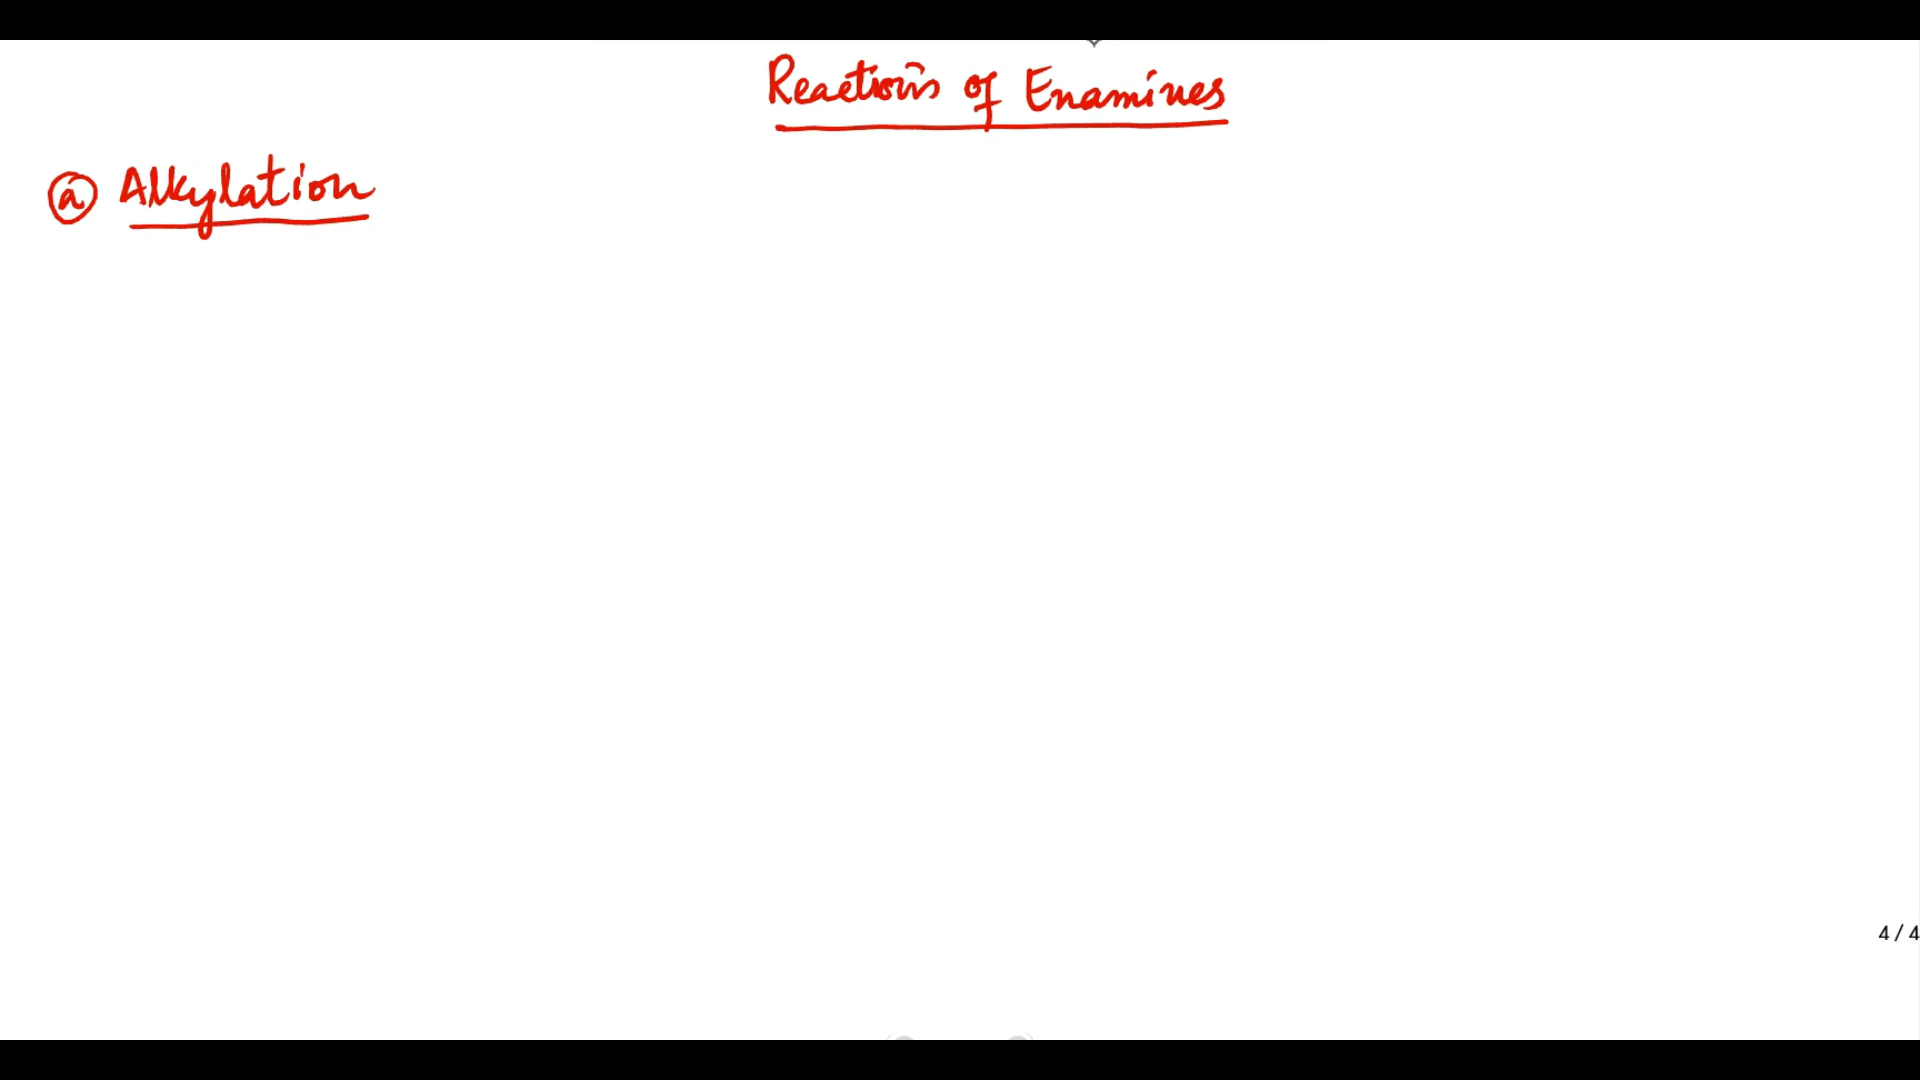 Reactions of Enamines
ⓐ Alkylation
4 / 4